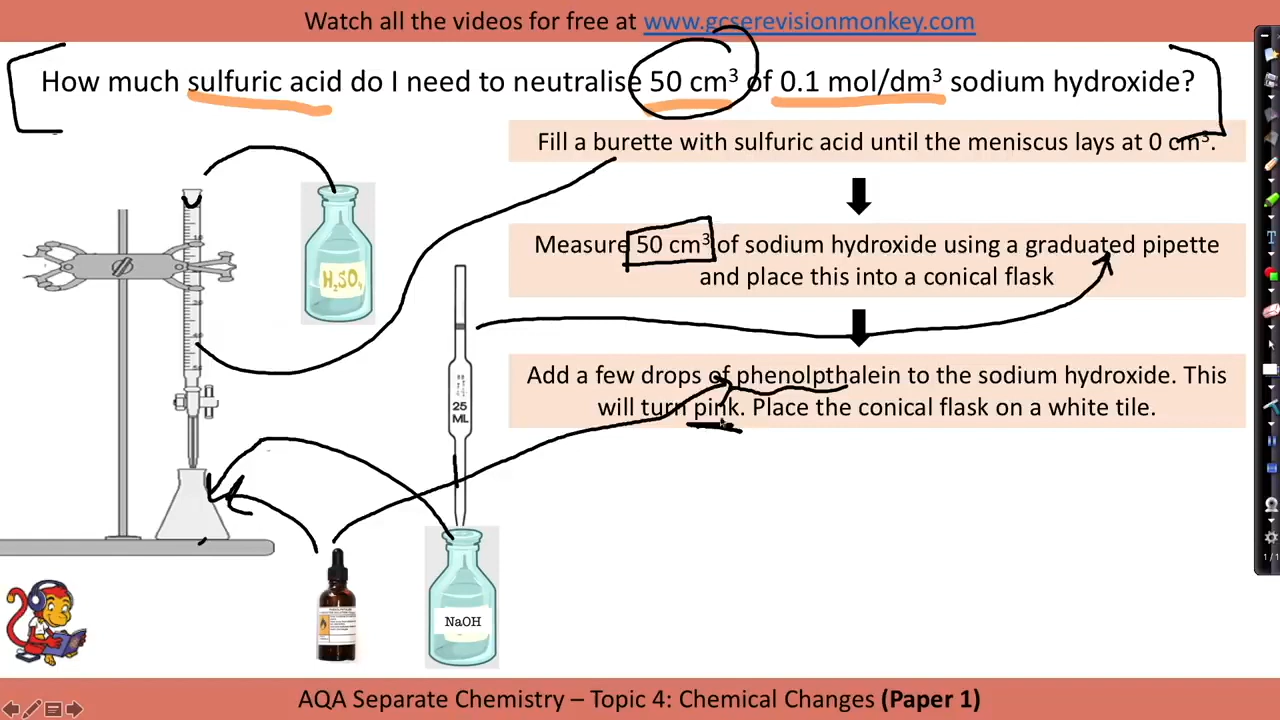 Watch all the videos for free at www.gcserevisionmonkey.com
How much sulfuric acid do I need to neutralise 50 cm³ of 0.1 mol/dm³ sodium hydroxide?
Fill a burette with sulfuric acid until the meniscus lays at 0 cm³.
Measure 50 cm³ of sodium hydroxide using a graduated pipette
and place this into a conical flask
Add a few drops of phenolpthalein to the sodium hydroxide. This
will turn pink. Place the conical flask on a white tile.
H₂SO₄
25
ML
NaOH
AQA Separate Chemistry – Topic 4: Chemical Changes (Paper 1)
1/1